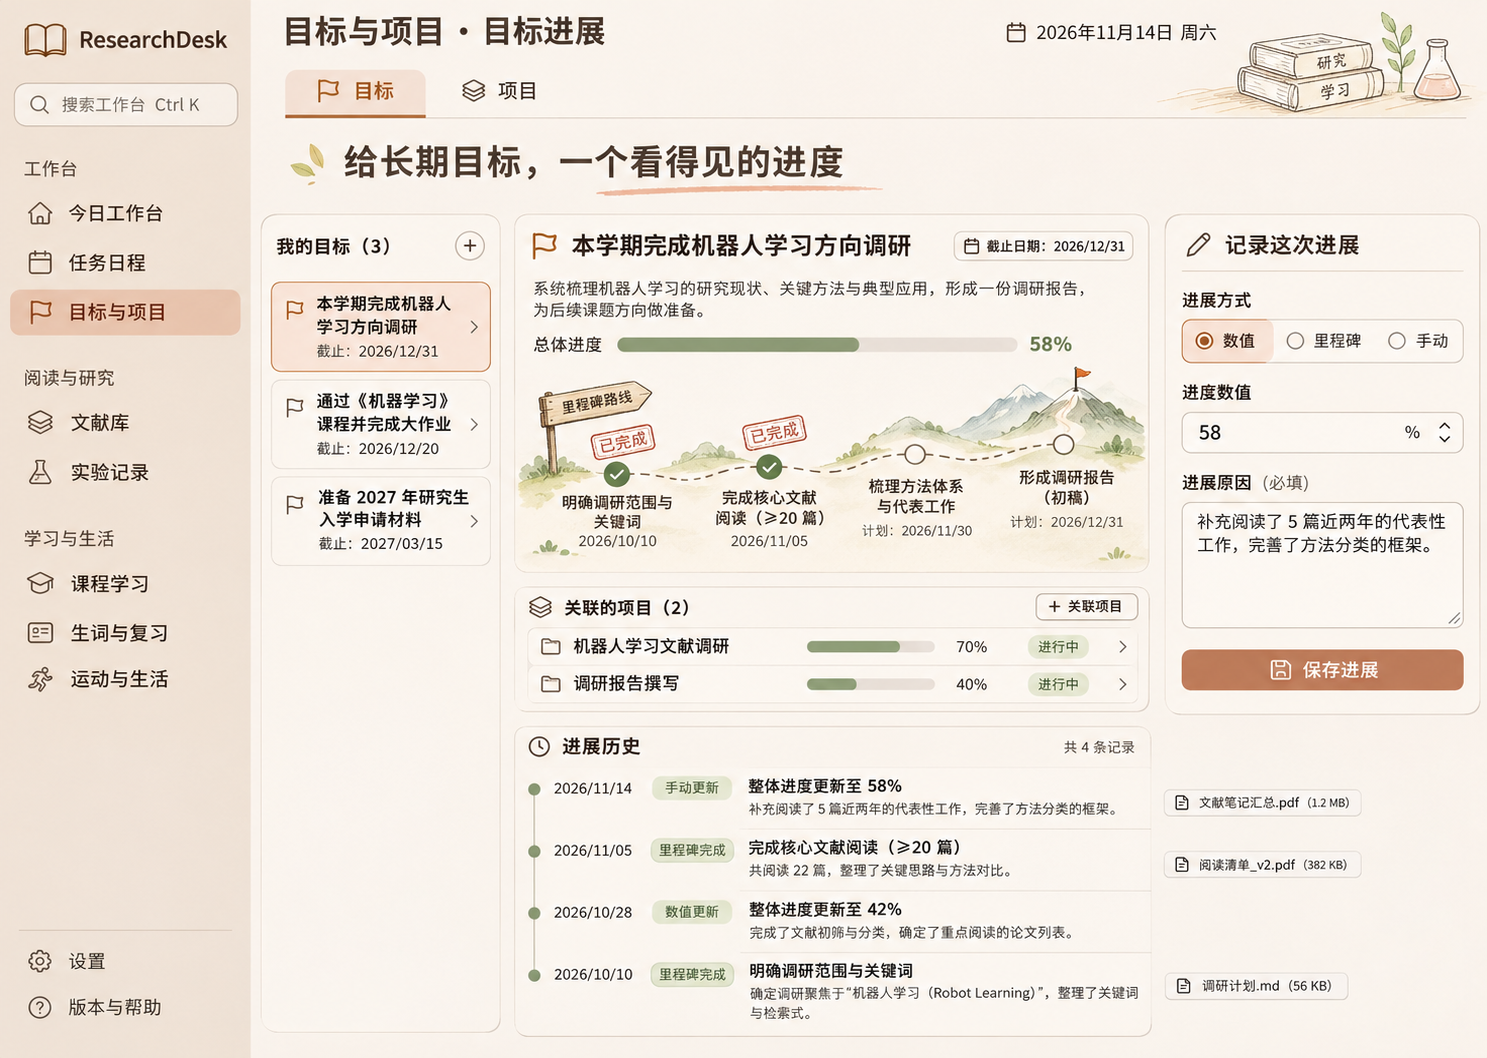 ResearchDesk
搜索工作台 Ctrl K
工作台
今日工作台
任务日程
目标与项目
阅读与研究
文献库
实验记录
学习与生活
课程学习
生词与复习
运动与生活
设置
版本与帮助
目标与项目・目标进展
2026年11月14日 周六
研究
学习
目标
项目
给长期目标，一个看得见的进度
我的目标（3）
本学期完成机器人
学习方向调研
截止：2026/12/31
通过《机器学习》
课程并完成大作业
截止：2026/12/20
准备 2027 年研究生
入学申请材料
截止：2027/03/15
本学期完成机器人学习方向调研
截止日期：2026/12/31
系统梳理机器人学习的研究现状、关键方法与典型应用，形成一份调研报告，
为后续课题方向做准备。
总体进度
58%
里程碑路线
已完成
明确调研范围与
关键词
2026/10/10
已完成
完成核心文献
阅读（≥20 篇）
2026/11/05
梳理方法体系
与代表工作
计划：2026/11/30
形成调研报告
（初稿）
计划：2026/12/31
关联的项目（2）
+ 关联项目
机器人学习文献调研
70%
进行中
调研报告撰写
40%
进行中
进展历史
共 4 条记录
2026/11/14
手动更新
整体进度更新至 58%
补充阅读了 5 篇近两年的代表性工作，完善了方法分类的框架。
文献笔记汇总.pdf（1.2 MB）
2026/11/05
里程碑完成
完成核心文献阅读（≥20 篇）
共阅读 22 篇，整理了关键思路与方法对比。
阅读清单_v2.pdf（382 KB）
2026/10/28
数值更新
整体进度更新至 42%
完成了文献初筛与分类，确定了重点阅读的论文列表。
2026/10/10
里程碑完成
明确调研范围与关键词
确定调研聚焦于“机器人学习（Robot Learning）”，整理了关键词
与检索式。
调研计划.md（56 KB）
记录这次进展
进展方式
数值
里程碑
手动
进度数值
58
%
进展原因（必填）
补充阅读了 5 篇近两年的代表性
工作，完善了方法分类的框架。
保存进展